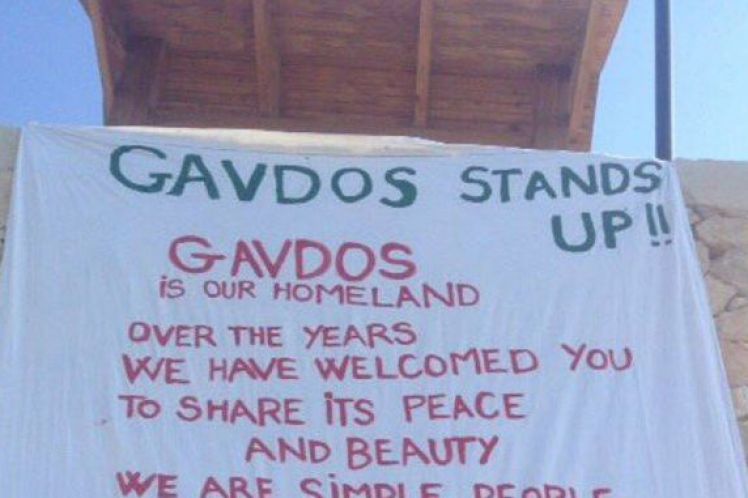 GAVDOS STANDS
UP!!
GAVDOS
iS OUR HOMELAND
OVER THE YEARS
WE HAVE WELCOMED YOU
TO SHARE iTS PEACE
AND BEAUTY
WE ARE SiMPLE PEOPLE